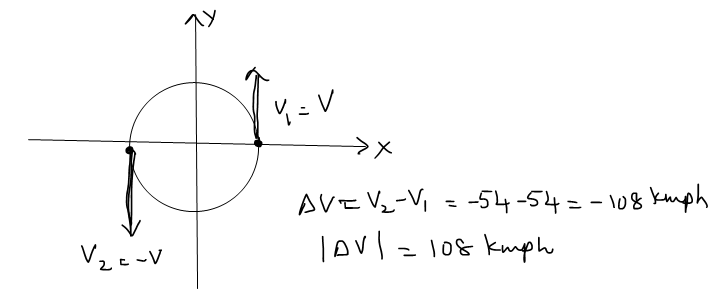 Y
V₁ = V
X
ΔV = V₂-V₁ = -54-54 = -108 kmph
V₂ = -V
|ΔV| = 108 kmph